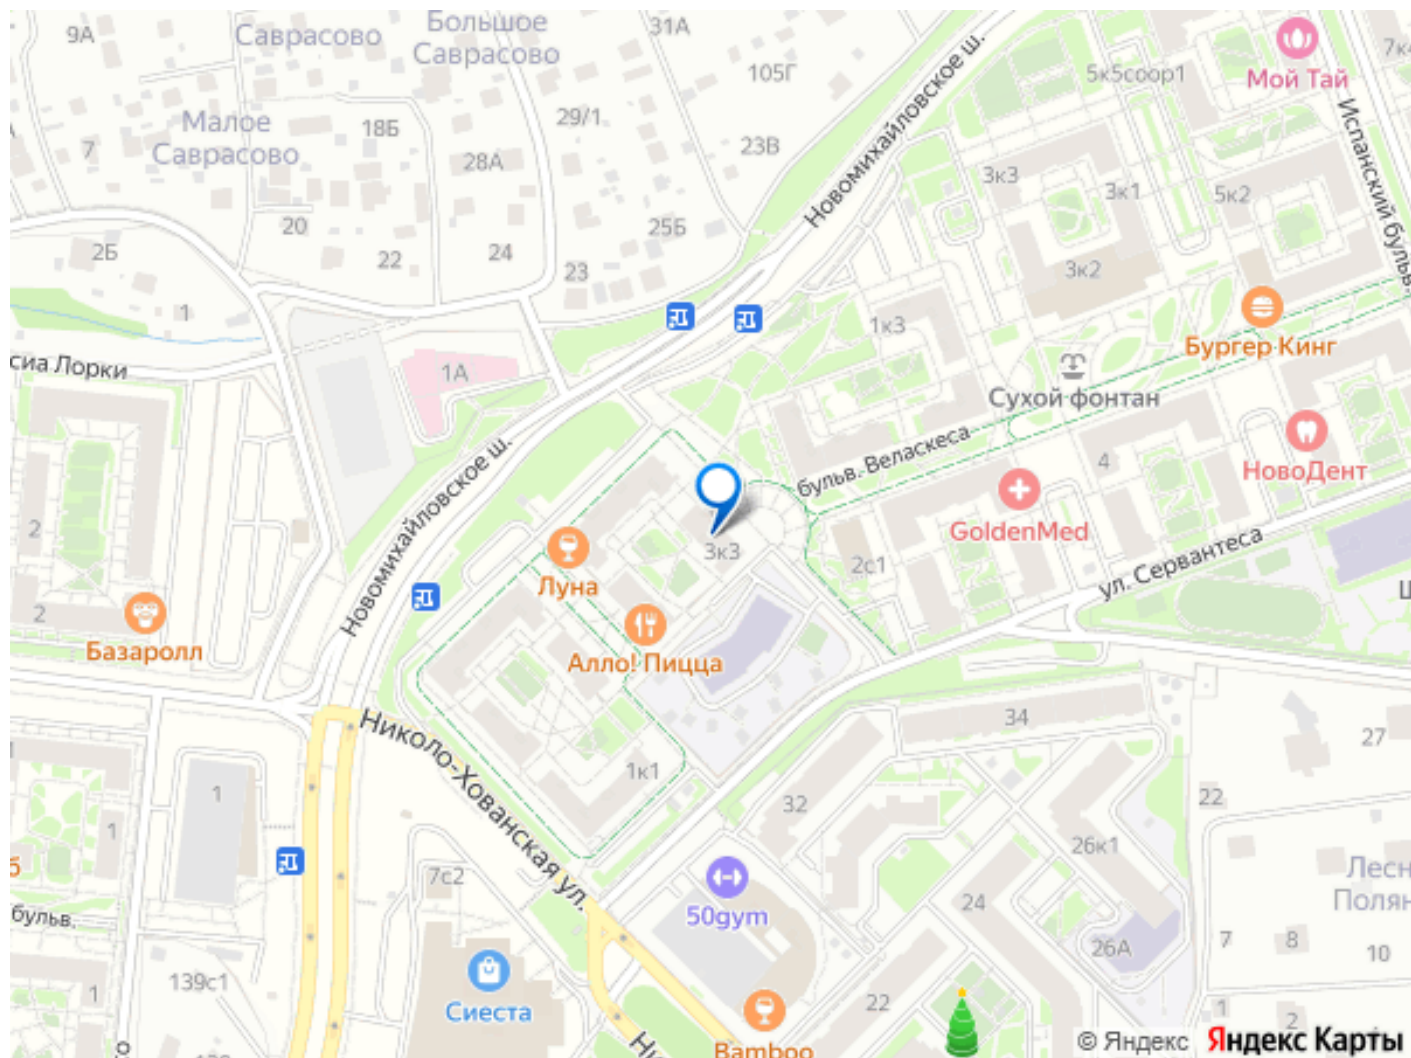 9А
Саврасово
Большое
Саврасово
31А
105Г
Новомихайловское ш.
5к5соор1
Мой Тай
Малое
Саврасово
7
18Б
28А
29/1
23В
3к3
3к1
5к2
Испанский бульв.
20
22
24
25Б
2Б
23
3к2
1
1к3
Бургер Кинг
сиа Лорки
1А
Сухой фонтан
бульв. Веласкеса
4
НовоДент
GoldenMed
Новомихайловское ш.
2
3к3
Луна
2с1
ул. Сервантеса
2
Базаролл
Алло! Пицца
Николо-Хованская ул.
1к1
34
27
1
32
22
1
26к1
7с2
Лесн
Полян
бульв.
50gym
24
26А
7
8
10
139с1
1
Сиеста
22
1
2
Bamboo
© Яндекс
Яндекс Карты